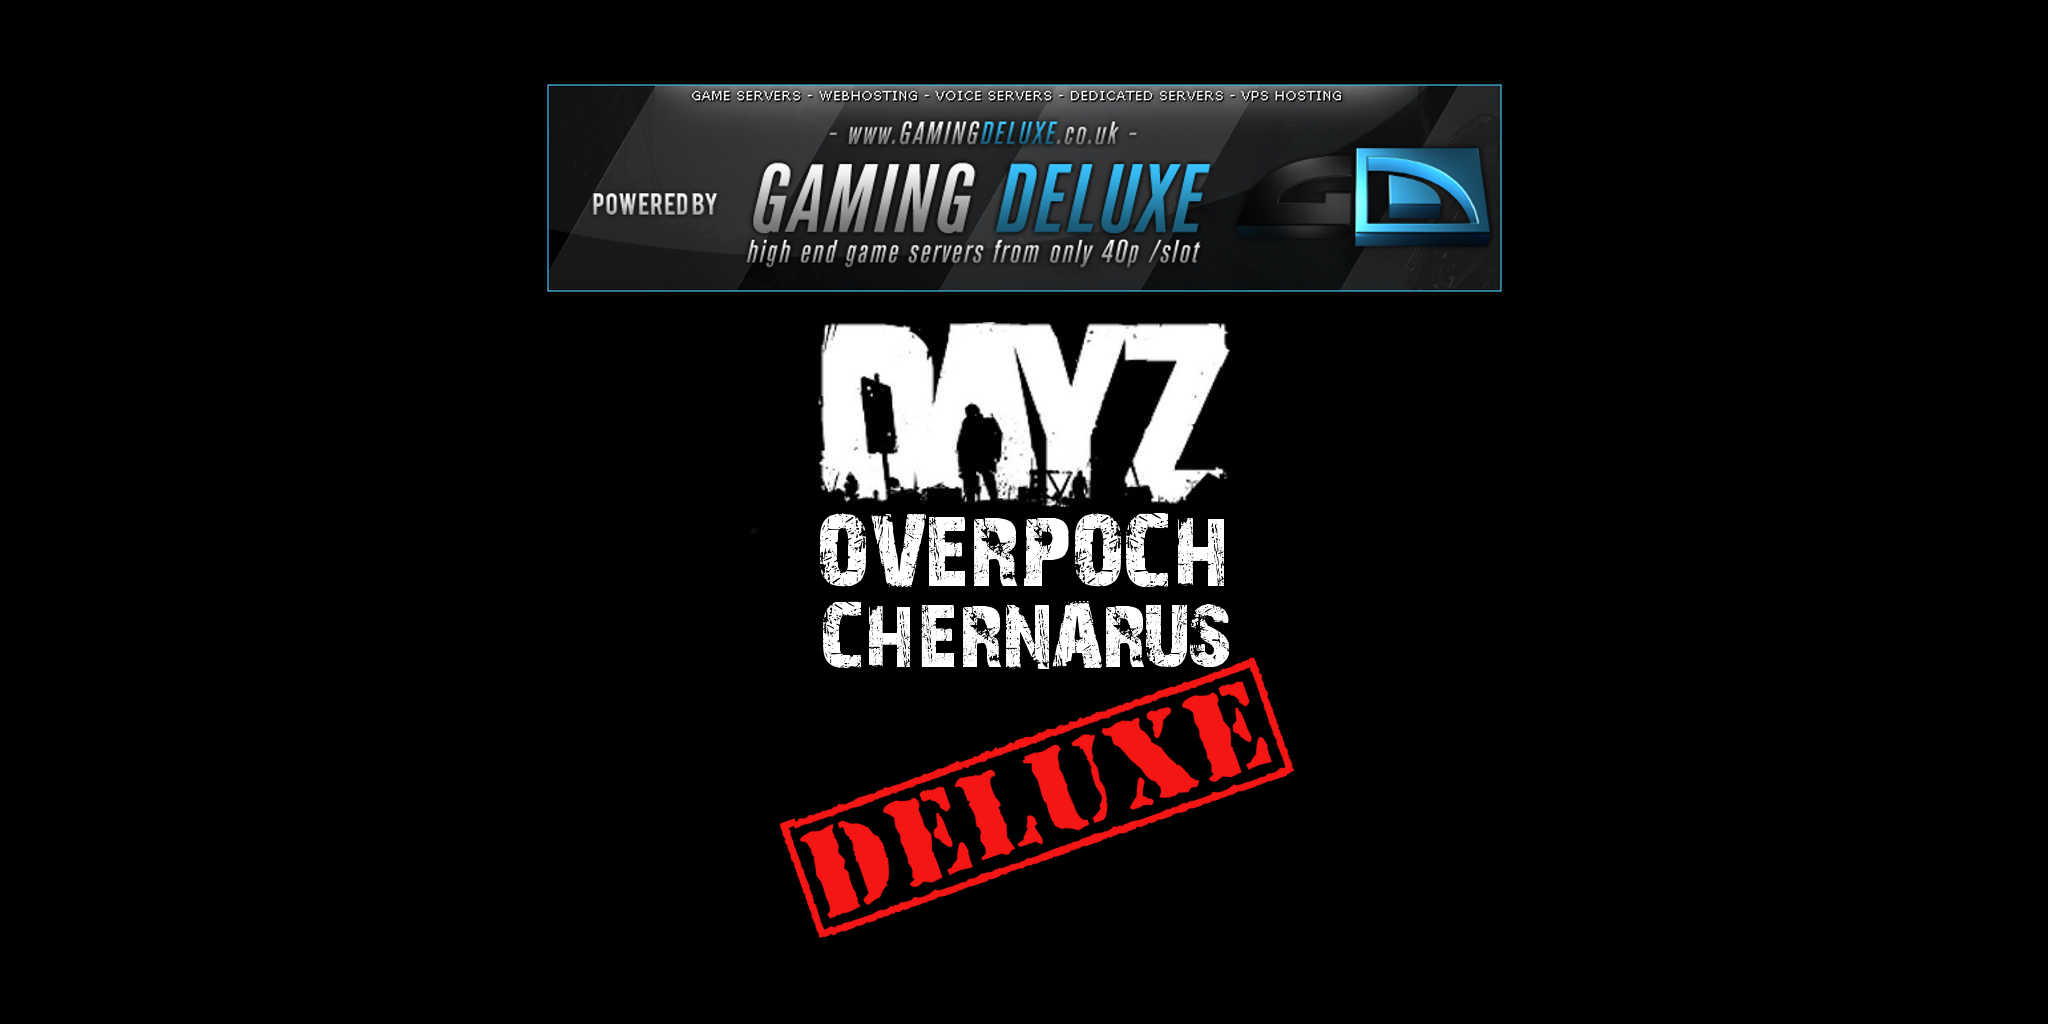 GAME SERVERS - WEBHOSTING - VOICE SERVERS - DEDICATED SERVERS - VPS HOSTING
- www.GAMINGDELUXE.co.uk -
POWERED BY
GAMING DELUXE
GD
high end game servers from only 40p /slot
DAYZ
OVERPOCH
CHERNARUS
DELUXE